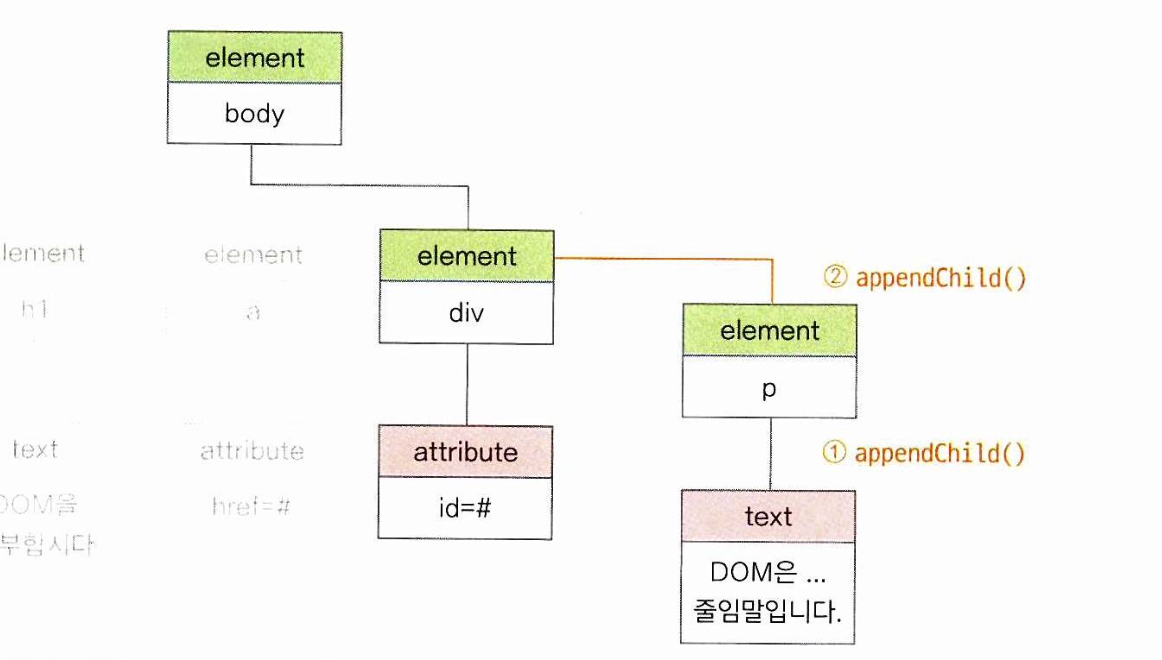 element
body
element
div
② appendChild()
element
p
attribute
id=#
① appendChild()
text
DOM은 ...
줄임말입니다.
lement
h1
element
a
text
DOM을
부합시다
attribute
href=#